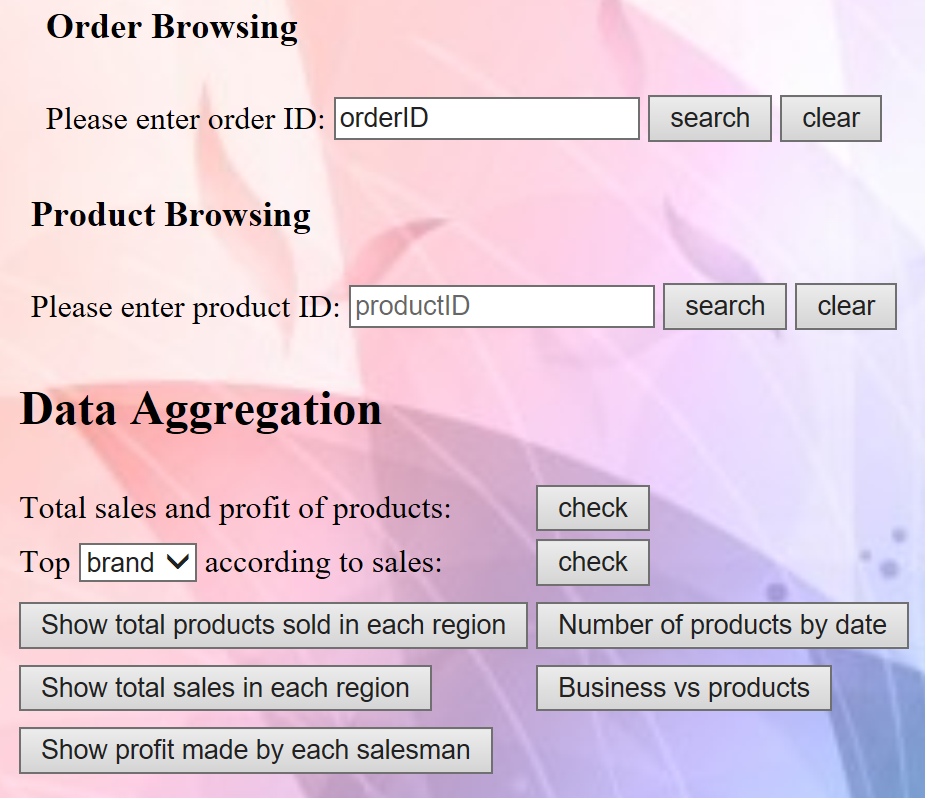 Order Browsing
Please enter order ID: orderID search clear
Product Browsing
Please enter product ID: productID search clear
Data Aggregation
Total sales and profit of products: check
Top brand according to sales: check
Show total products sold in each region Number of products by date
Show total sales in each region Business vs products
Show profit made by each salesman